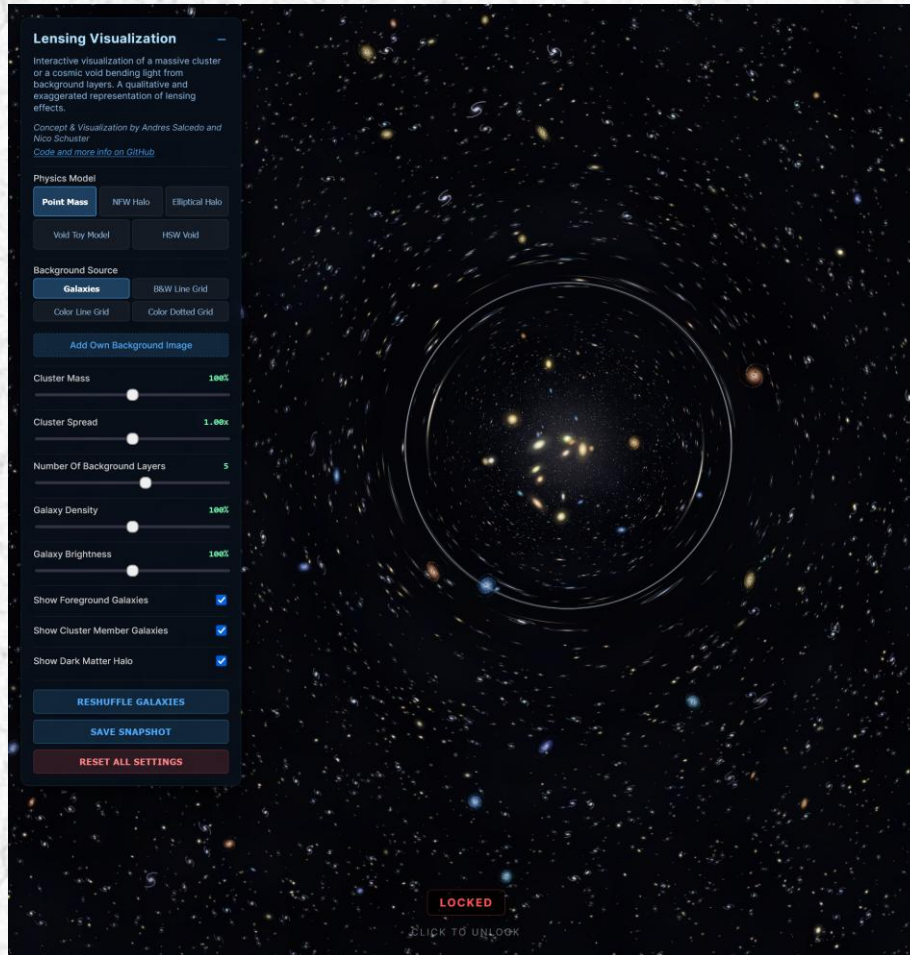 Lensing Visualization –
Interactive visualization of a massive cluster
or a cosmic void bending light from
background layers. A qualitative and
exaggerated representation of lensing
effects.
Concept & Visualization by Andres Salcedo and
Nico Schuster
Code and more info on GitHub
Physics Model
Point Mass NFW Halo Elliptical Halo
Void Toy Model HSW Void
Background Source
Galaxies B&W Line Grid
Color Line Grid Color Dotted Grid
Add Own Background Image
Cluster Mass 100%
Cluster Spread 1.00x
Number Of Background Layers 5
Galaxy Density 100%
Galaxy Brightness 100%
Show Foreground Galaxies
Show Cluster Member Galaxies
Show Dark Matter Halo
RESHUFFLE GALAXIES
SAVE SNAPSHOT
RESET ALL SETTINGS
LOCKED
CLICK TO UNLOCK